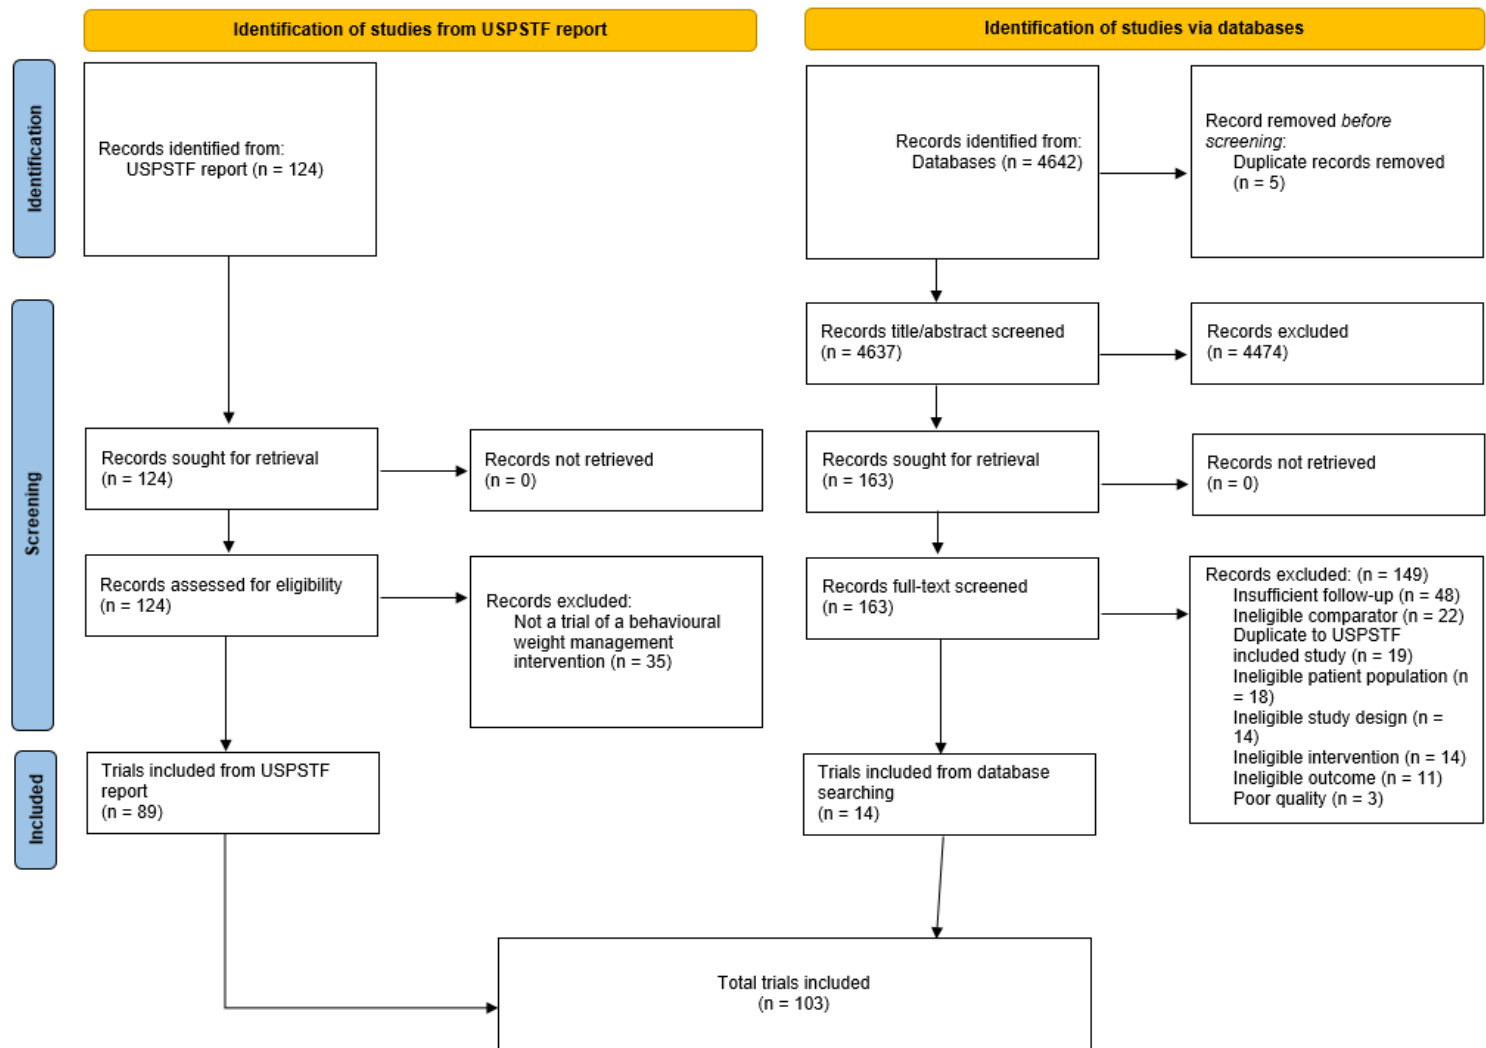 Identification of studies from USPSTF report
Identification of studies via databases
Identification
Records identified from:
USPSTF report (n = 124)
Records identified from:
Databases (n = 4642)
Record removed before
screening:
Duplicate records removed
(n = 5)
Screening
Records title/abstract screened
(n = 4637)
Records excluded
(n = 4474)
Records sought for retrieval
(n = 124)
Records not retrieved
(n = 0)
Records sought for retrieval
(n = 163)
Records not retrieved
(n = 0)
Records assessed for eligibility
(n = 124)
Records excluded:
Not a trial of a behavioural
weight management
intervention (n = 35)
Records full-text screened
(n = 163)
Records excluded: (n = 149)
Insufficient follow-up (n = 48)
Ineligible comparator (n = 22)
Duplicate to USPSTF
included study (n = 19)
Ineligible patient population (n
= 18)
Ineligible study design (n =
14)
Ineligible intervention (n = 14)
Ineligible outcome (n = 11)
Poor quality (n = 3)
Included
Trials included from USPSTF
report
(n = 89)
Trials included from database
searching
(n = 14)
Total trials included
(n = 103)